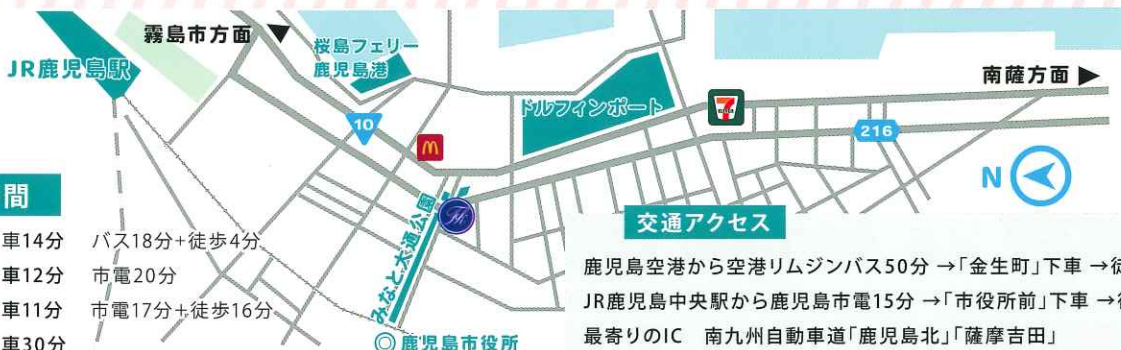 霧島市方面 ▼
JR鹿児島駅
桜島フェリー
鹿児島港
10
ドルフィンポート
7
ELEVEN
南薩方面 ▶
216
N
みなと大通公園
間
車14分 バス18分+徒歩4分
車12分 市電20分
車11分 市電17分+徒歩16分
車30分
◎ 鹿児島市役所
交通アクセス
鹿児島空港から空港リムジンバス50分 →「金生町」下車 →徒
JR鹿児島中央駅から鹿児島市電15分 →「市役所前」下車 →徒
最寄りのIC 南九州自動車道「鹿児島北」「薩摩吉田」